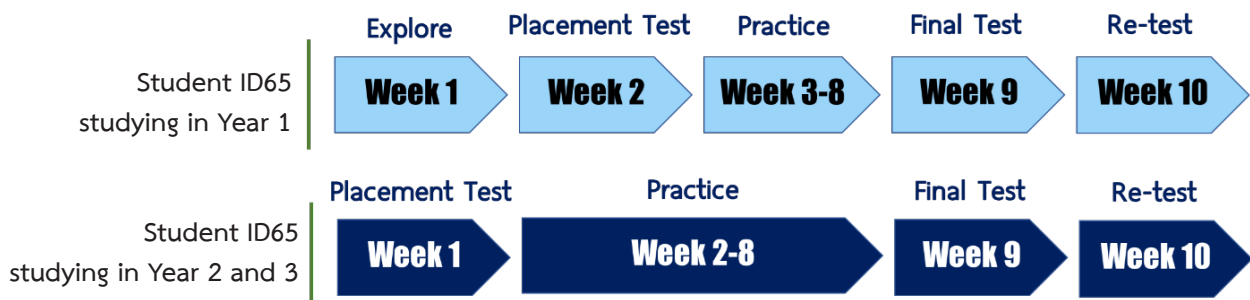 Explore Placement Test Practice Final Test Re-test
Student ID65
studying in Year 1
Week 1 Week 2 Week 3-8 Week 9 Week 10
Placement Test Practice Final Test Re-test
Student ID65
studying in Year 2 and 3
Week 1 Week 2-8 Week 9 Week 10